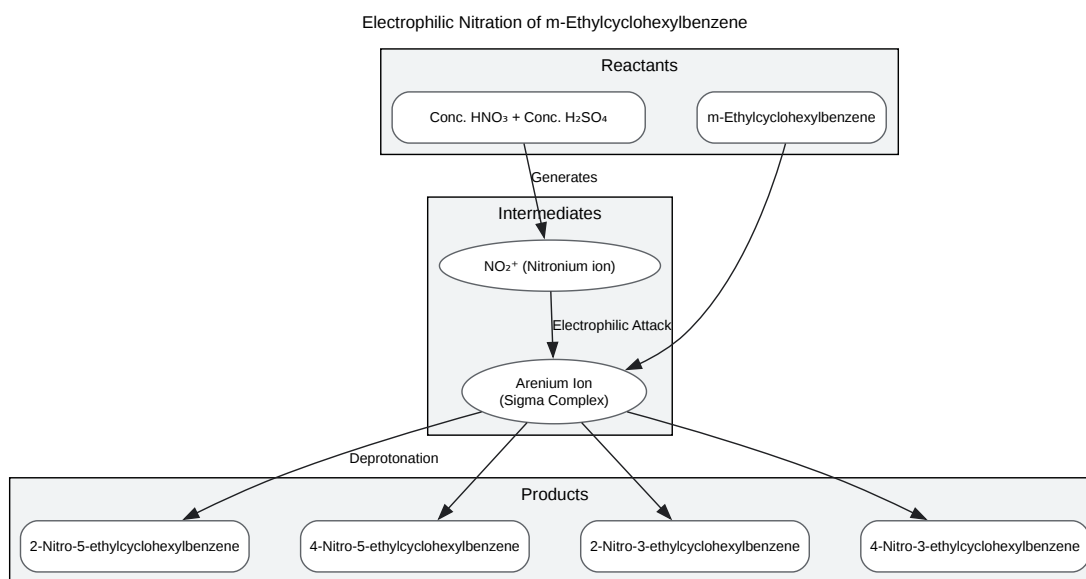 Electrophilic Nitration of m-Ethylcyclohexylbenzene
Reactants
Conc. HNO₃ + Conc. H₂SO₄
m-Ethylcyclohexylbenzene
Generates
Intermediates
NO₂⁺ (Nitronium ion)
Electrophilic Attack
Arenium Ion
(Sigma Complex)
Deprotonation
Products
2-Nitro-5-ethylcyclohexylbenzene
4-Nitro-5-ethylcyclohexylbenzene
2-Nitro-3-ethylcyclohexylbenzene
4-Nitro-3-ethylcyclohexylbenzene